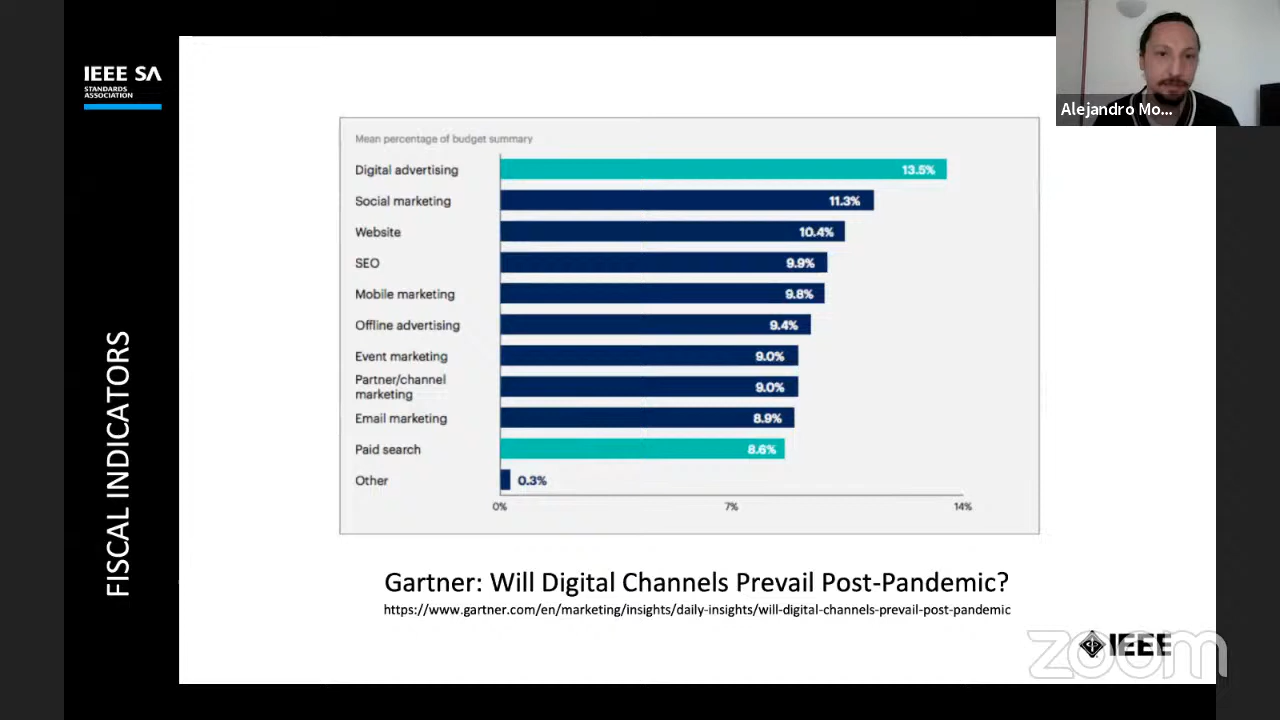 IEEE SA
STANDARDS
ASSOCIATION
FISCAL INDICATORS
Alejandro Mo...
Mean percentage of budget summary
Digital advertising 13.5%
Social marketing 11.3%
Website 10.4%
SEO 9.9%
Mobile marketing 9.8%
Offline advertising 9.4%
Event marketing 9.0%
Partner/channel
marketing 9.0%
Email marketing 8.9%
Paid search 8.6%
Other 0.3%
0% 7% 14%
Gartner: Will Digital Channels Prevail Post-Pandemic?
https://www.gartner.com/en/marketing/insights/daily-insights/will-digital-channels-prevail-post-pandemic
IEEE
zoom